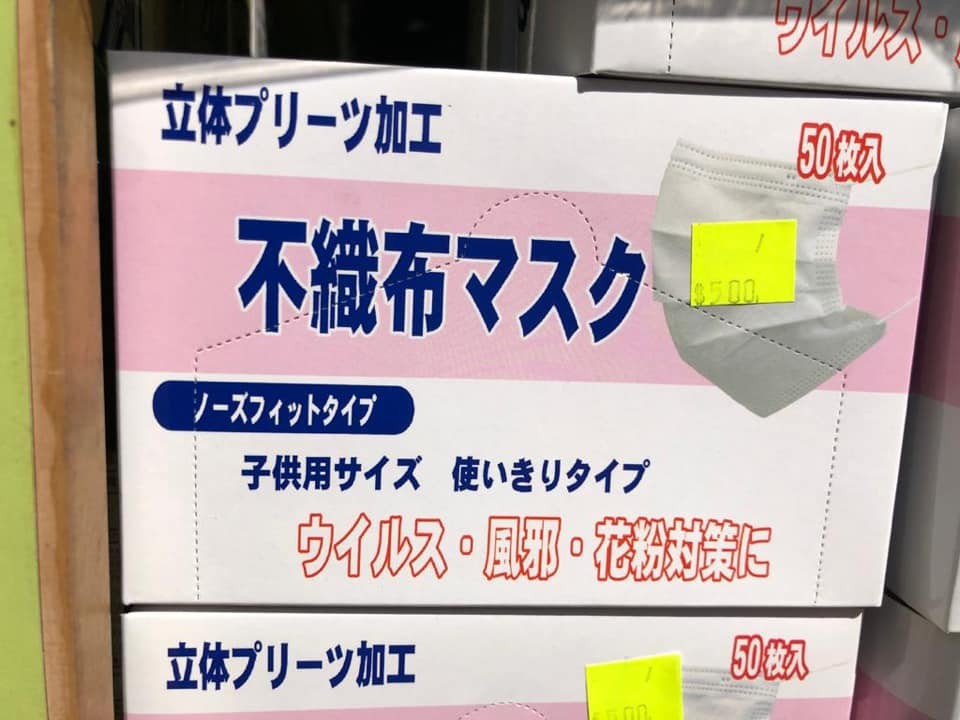 ウイルス・
立体プリーツ加工
50枚入
不織布マスク
$500
ノーズフィットタイプ
子供用サイズ 使いきりタイプ
ウイルス・風邪・花粉対策に
立体プリーツ加工
50枚入
$500